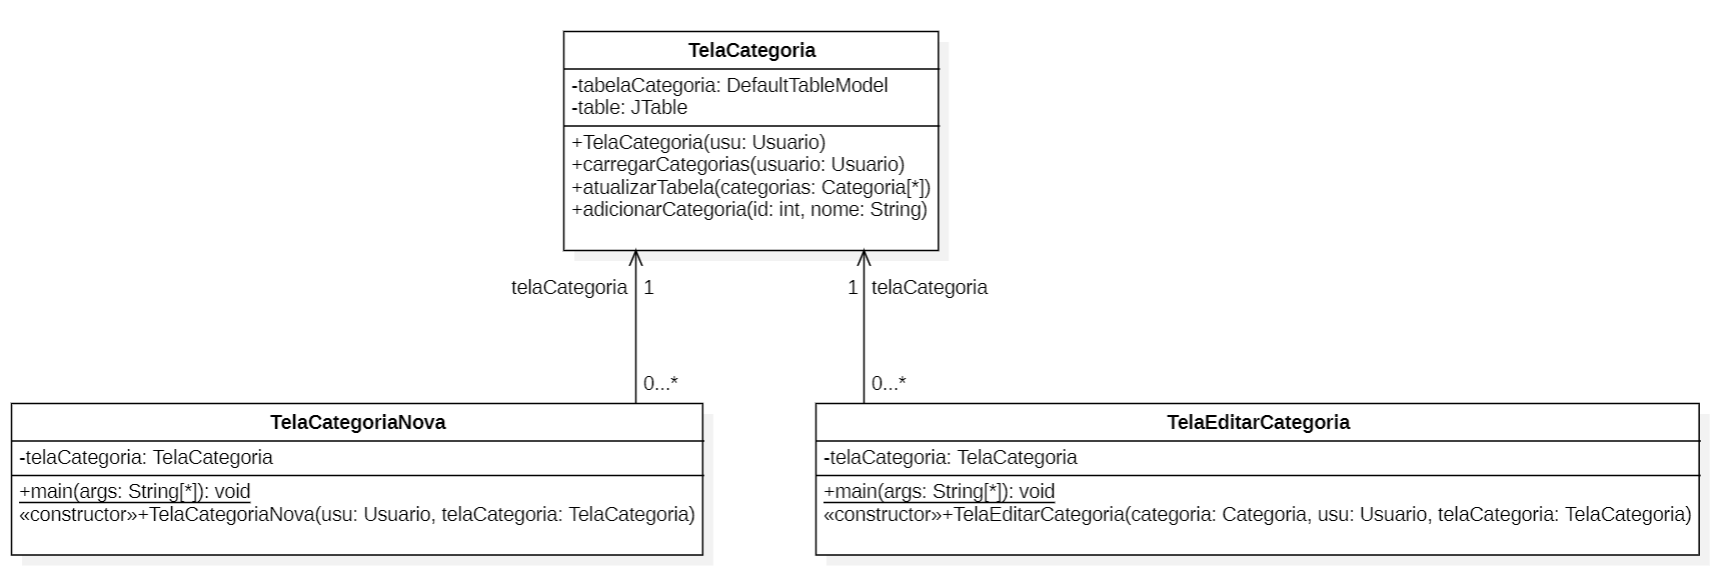 TelaCategoria
-tabelaCategoria: DefaultTableModel
-table: JTable
+TelaCategoria(usu: Usuario)
+carregarCategorias(usuario: Usuario)
+atualizarTabela(categorias: Categoria[*])
+adicionarCategoria(id: int, nome: String)
telaCategoria 1
1 telaCategoria
0...*
0...*
TelaCategoriaNova
-telaCategoria: TelaCategoria
+main(args: String[*]): void
«constructor»+TelaCategoriaNova(usu: Usuario, telaCategoria: TelaCategoria)
TelaEditarCategoria
-telaCategoria: TelaCategoria
+main(args: String[*]): void
«constructor»+TelaEditarCategoria(categoria: Categoria, usu: Usuario, telaCategoria: TelaCategoria)